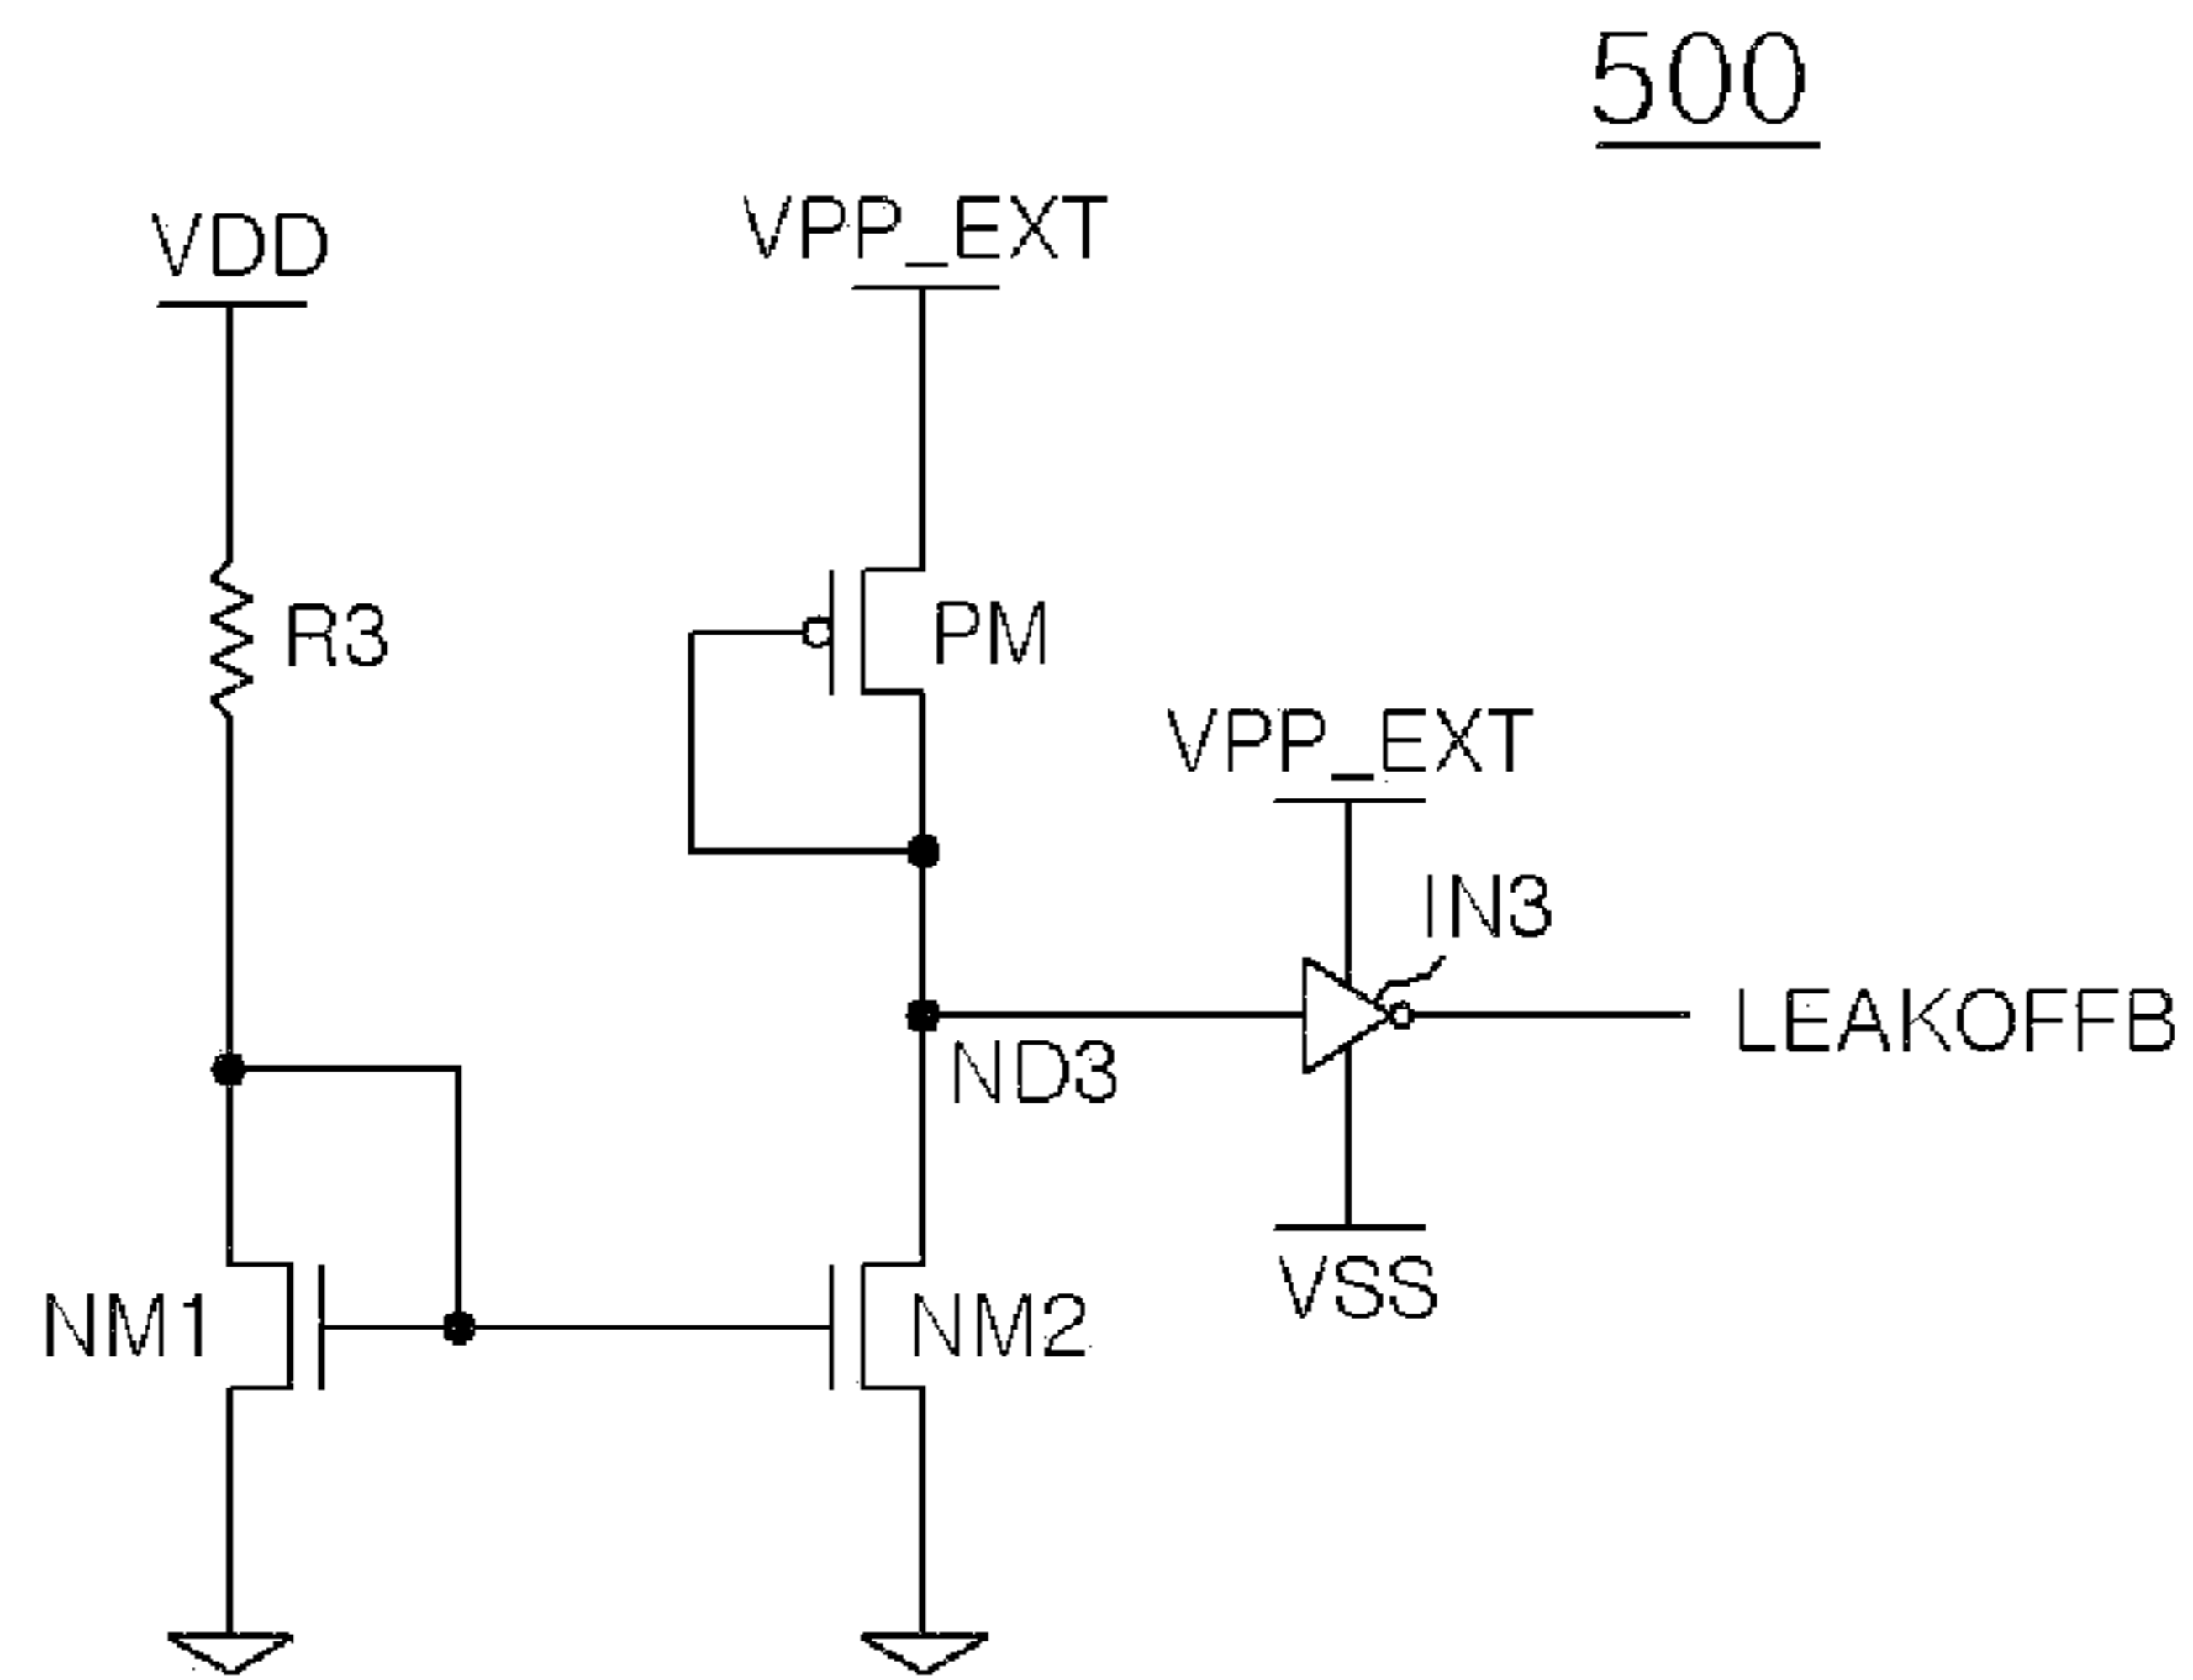 500
VDD
VPP_EXT
R3
PM
VPP_EXT
IN3
LEAKOFFB
ND3
NM1
NM2
VSS